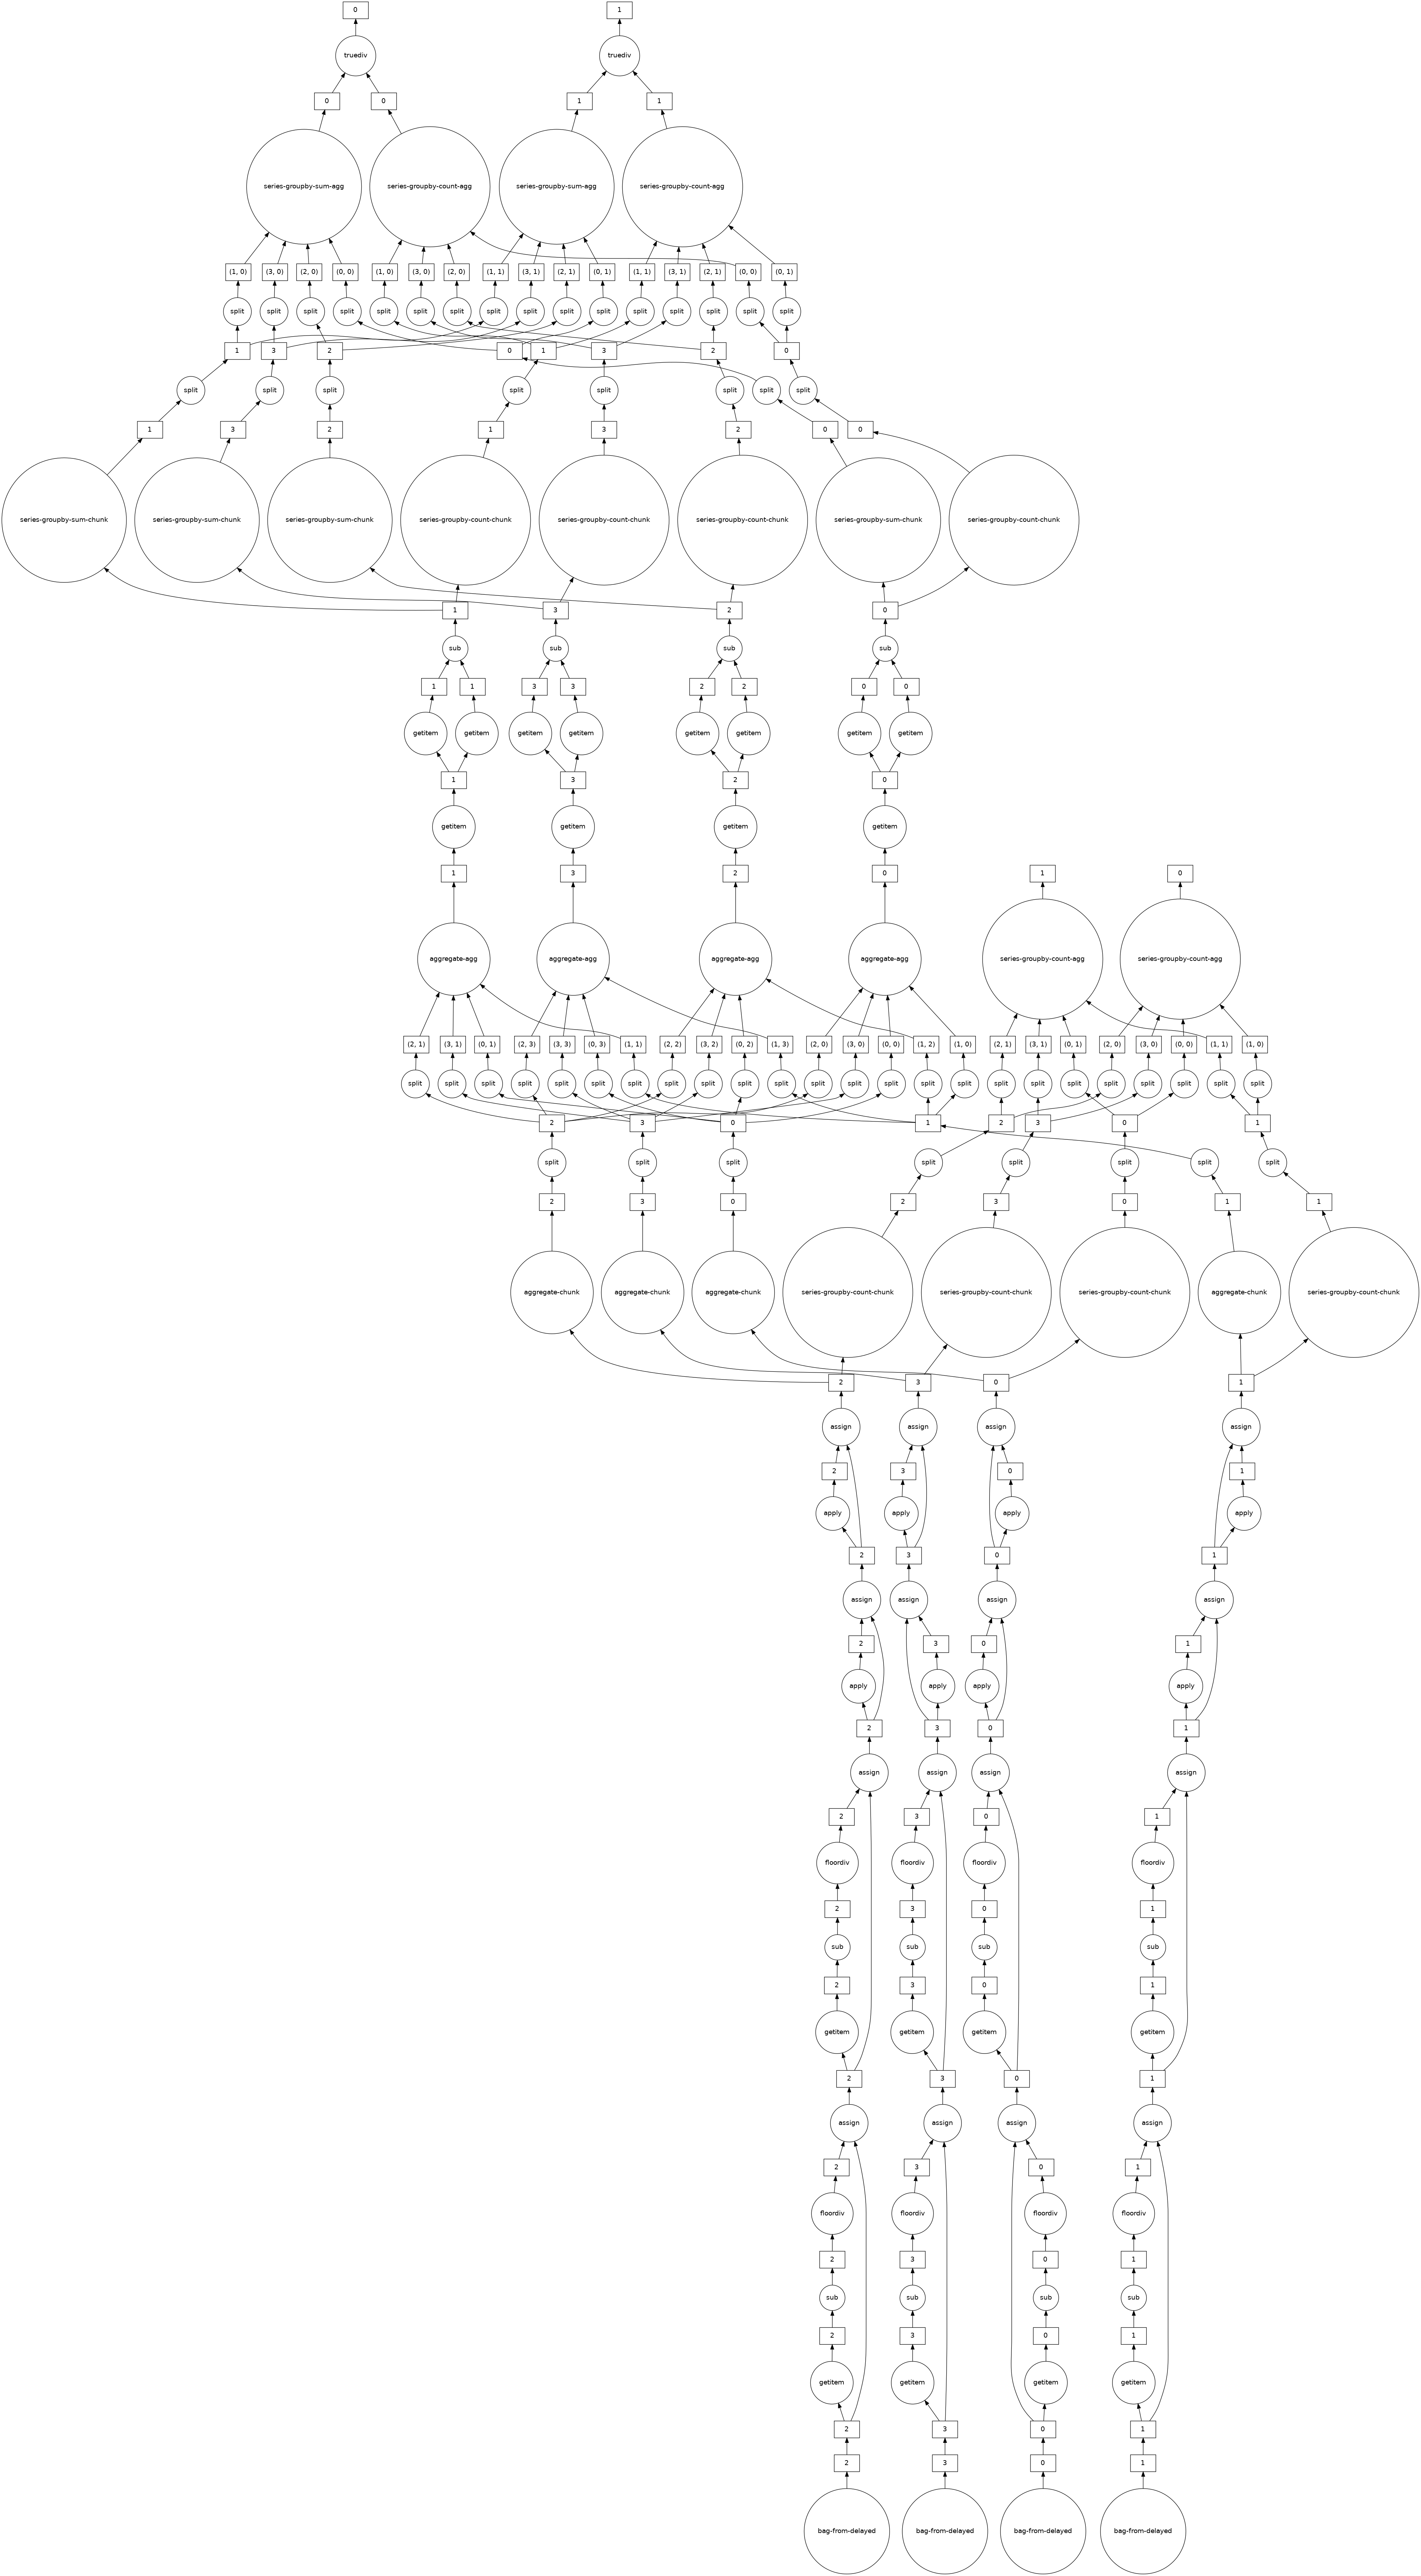 0 1
truediv truediv
0 0 1 1
series-groupby-sum-agg series-groupby-count-agg series-groupby-sum-agg series-groupby-count-agg
(1, 0) (3, 0) (2, 0) (0, 0) (1, 0) (3, 0) (2, 0) (1, 1) (3, 1) (2, 1) (0, 1) (1, 1) (3, 1) (2, 1) (0, 0) (0, 1)
split split split split split split split split split split split split split split split split
1 3 2 0 1 3 2 0
split split split split split split split split
1 3 2 1 3 2 0 0
series-groupby-sum-chunk series-groupby-sum-chunk series-groupby-sum-chunk series-groupby-count-chunk series-groupby-count-chunk series-groupby-count-chunk series-groupby-sum-chunk series-groupby-count-chunk
1 3 2 0
sub sub sub sub
1 1 3 3 2 2 0 0
getitem getitem getitem getitem getitem getitem getitem getitem
1 3 2 0
getitem getitem getitem getitem
1 3 2 0 1 0
aggregate-agg aggregate-agg aggregate-agg aggregate-agg series-groupby-count-agg series-groupby-count-agg
(2, 1) (3, 1) (0, 1) (2, 3) (3, 3) (0, 3) (1, 1) (2, 2) (3, 2) (0, 2) (1, 3) (2, 0) (3, 0) (0, 0) (1, 2) (1, 0) (2, 1) (3, 1) (0, 1) (2, 0) (3, 0) (0, 0) (1, 1) (1, 0)
split split split split split split split split split split split split split split split split split split split split split split split split
2 3 0 1 2 3 0 1
split split split split split split split split
2 3 0 2 3 0 1 1
aggregate-chunk aggregate-chunk aggregate-chunk series-groupby-count-chunk series-groupby-count-chunk series-groupby-count-chunk aggregate-chunk series-groupby-count-chunk
2 3 0 1
assign assign assign assign
2 3 0 1
apply apply apply apply
2 3 0 1
assign assign assign assign
2 3 0 1
apply apply apply apply
2 3 0 1
assign assign assign assign
2 3 0 1
floordiv floordiv floordiv floordiv
2 3 0 1
sub sub sub sub
2 3 0 1
getitem getitem getitem getitem
2 3 0 1
assign assign assign assign
2 3 0 1
floordiv floordiv floordiv floordiv
2 3 0 1
sub sub sub sub
2 3 0 1
getitem getitem getitem getitem
2 3 0 1
2 3 0 1
bag-from-delayed bag-from-delayed bag-from-delayed bag-from-delayed